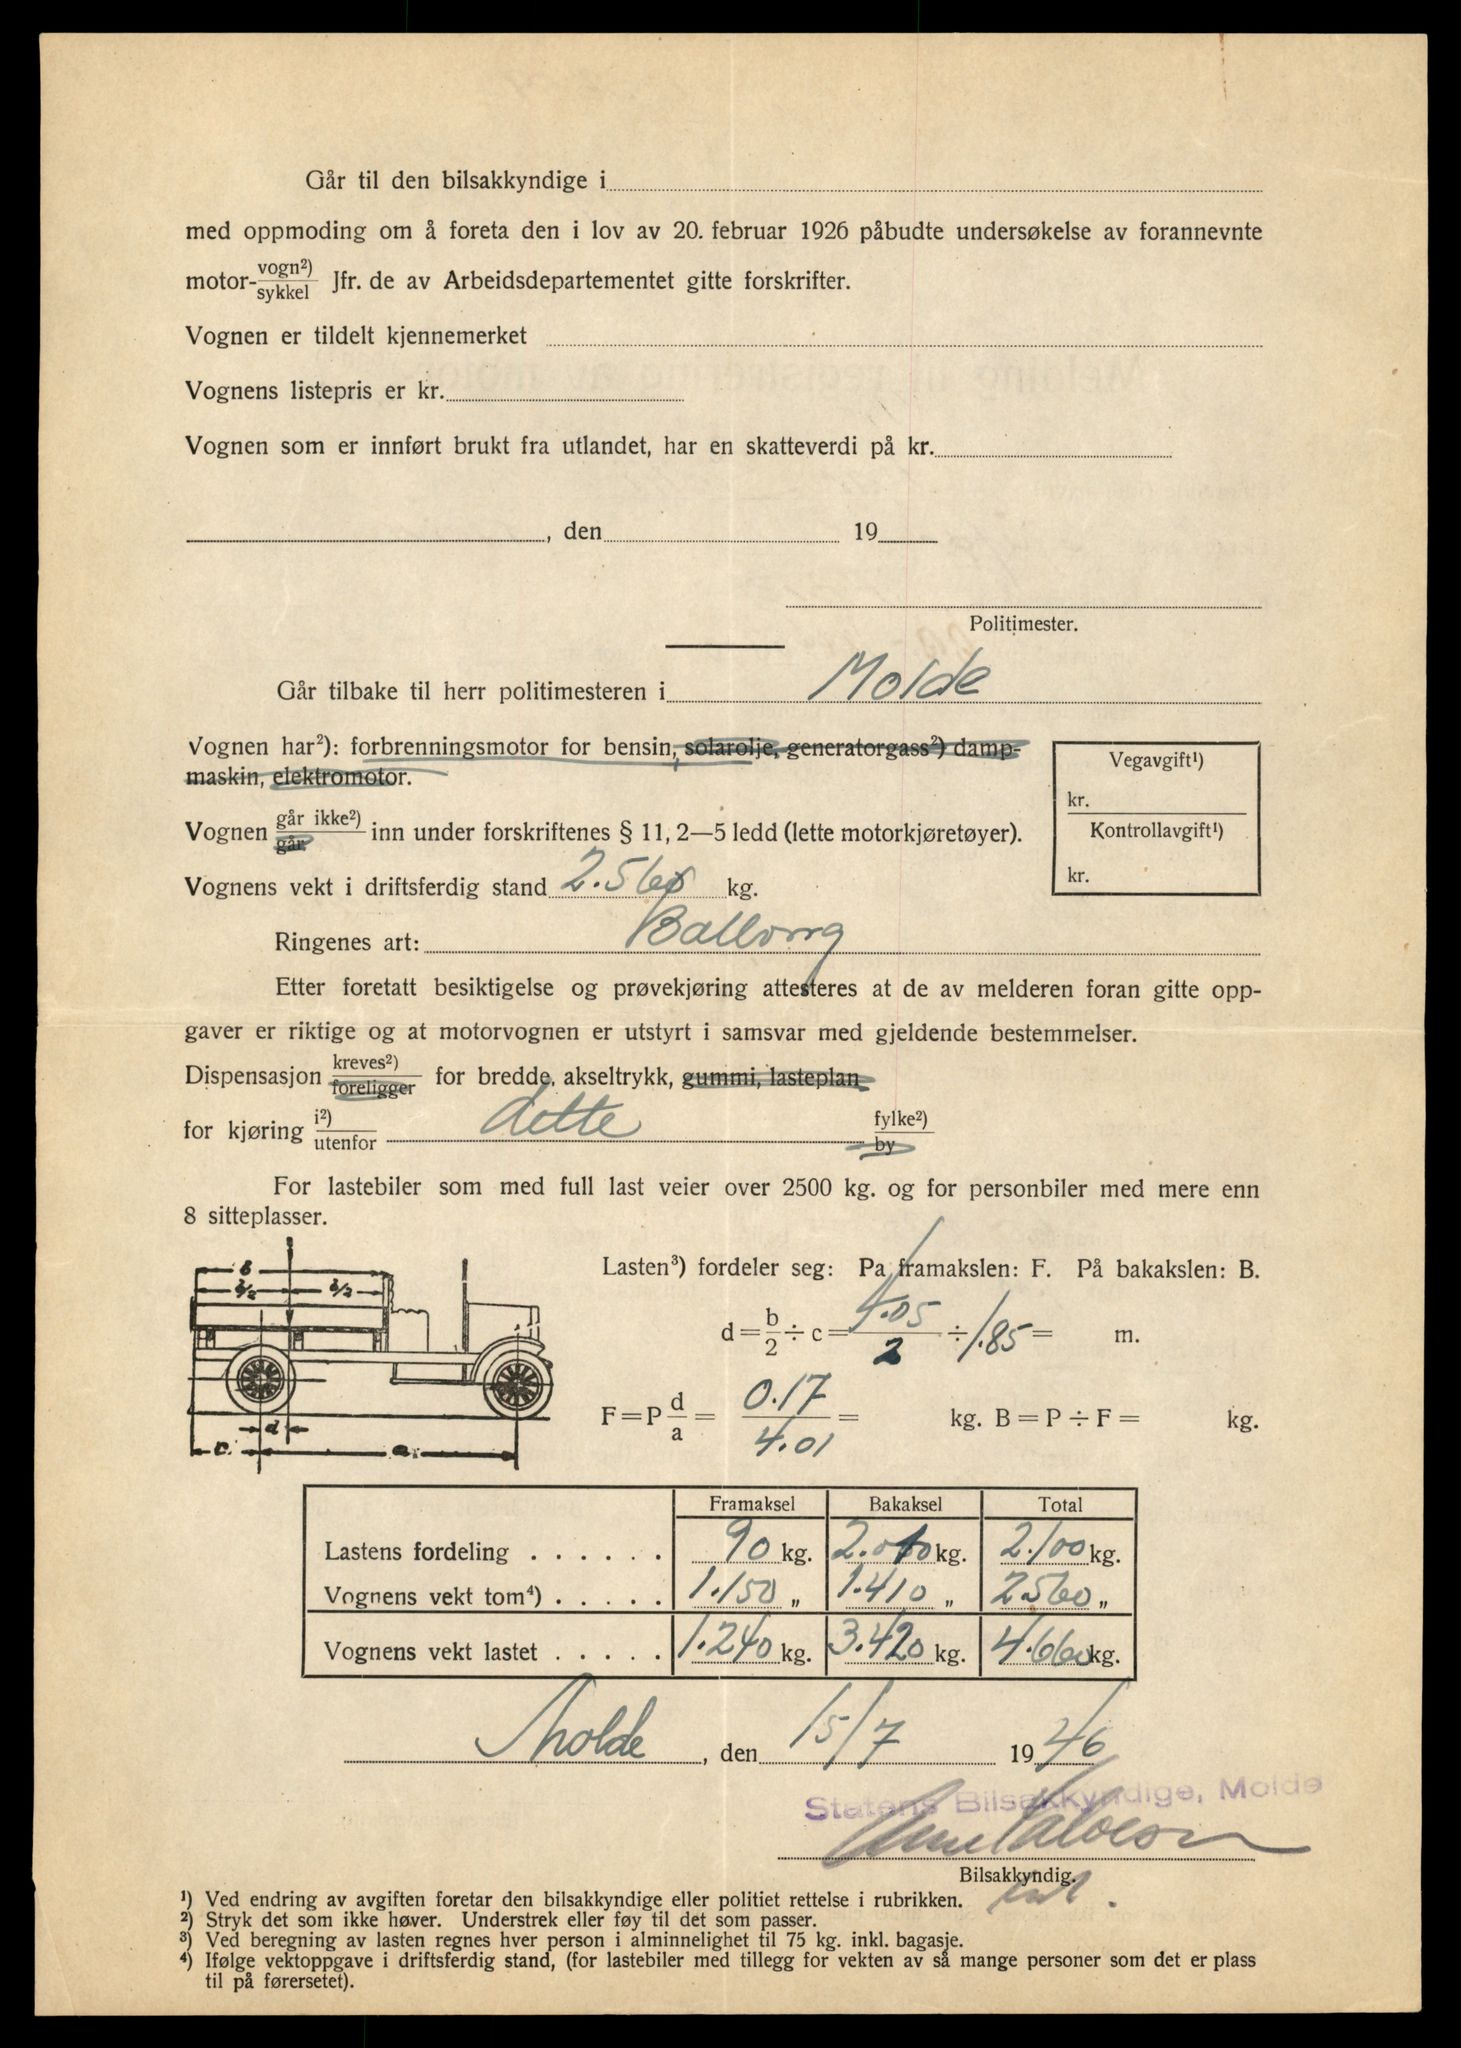 Går til den bilsakkyndige i
med oppmoding om å foreta den i lov av 20. februar 1926 påbudte undersøkelse av forannevnte
motor- vogn²) / sykkel Jfr. de av Arbeidsdepartementet gitte forskrifter.
Vognen er tildelt kjennemerket
Vognens listepris er kr.
Vognen som er innført brukt fra utlandet, har en skatteverdi på kr.
, den 19
Politimester.
Går tilbake til herr politimesteren i Molde
Vognen har²): forbrenningsmotor for bensin, solarolje, generatorgass²) damp-
maskin, elektromotor.
Vegavgift¹)
kr.
Kontrollavgift¹)
kr.
Vognen går ikke²) / går inn under forskriftenes § 11, 2—5 ledd (lette motorkjøretøyer).
Vognens vekt i driftsferdig stand 2.560 kg.
Ringenes art: Ballong
Etter foretatt besiktigelse og prøvekjøring attesteres at de av melderen foran gitte opp-
gaver er riktige og at motorvognen er utstyrt i samsvar med gjeldende bestemmelser.
Dispensasjon kreves²) / foreligger for bredde, akseltrykk, gummi, lasteplan
for kjøring i²) / utenfor dette fylke²) / by
For lastebiler som med full last veier over 2500 kg. og for personbiler med mere enn
8 sitteplasser.
b
b/2 b/2
d
c. a.
Lasten³) fordeler seg: Pa framakslen: F. På bakakslen: B.
d = b/2 ÷ c = 4.05/2 ÷ 1.85 = m.
F = P d/a = 0.17/4.01 = kg. B = P ÷ F = kg.
Framaksel Bakaksel Total
Lastens fordeling . . . . . . 90 kg. 2.010 kg. 2.100 kg.
Vognens vekt tom⁴) . . . . . 1.150 „ 1.410 „ 2560 „
Vognens vekt lastet . . . . . 1.240 kg. 3.420 kg. 4.660 kg.
Molde, den 15/7 1946
Statens Bilsakkyndige, Molde
Bilsakkyndig.
¹) Ved endring av avgiften foretar den bilsakkyndige eller politiet rettelse i rubrikken.
²) Stryk det som ikke høver. Understrek eller føy til det som passer.
³) Ved beregning av lasten regnes hver person i alminnelighet til 75 kg. inkl. bagasje.
⁴) Ifølge vektoppgave i driftsferdig stand, (for lastebiler med tillegg for vekten av så mange personer som det er plass
til på førersetet).